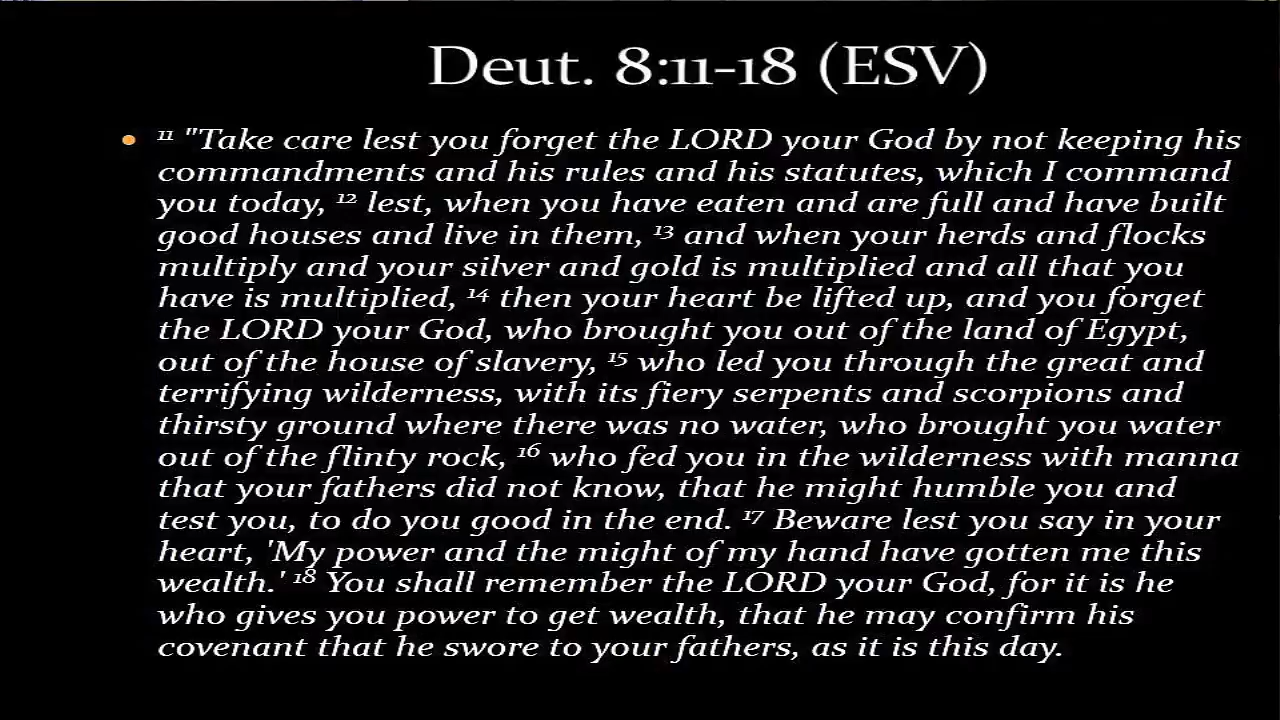 Deut. 8:11-18 (ESV)
• 11 "Take care lest you forget the LORD your God by not keeping his
commandments and his rules and his statutes, which I command
you today, 12 lest, when you have eaten and are full and have built
good houses and live in them, 13 and when your herds and flocks
multiply and your silver and gold is multiplied and all that you
have is multiplied, 14 then your heart be lifted up, and you forget
the LORD your God, who brought you out of the land of Egypt,
out of the house of slavery, 15 who led you through the great and
terrifying wilderness, with its fiery serpents and scorpions and
thirsty ground where there was no water, who brought you water
out of the flinty rock, 16 who fed you in the wilderness with manna
that your fathers did not know, that he might humble you and
test you, to do you good in the end. 17 Beware lest you say in your
heart, 'My power and the might of my hand have gotten me this
wealth.' 18 You shall remember the LORD your God, for it is he
who gives you power to get wealth, that he may confirm his
covenant that he swore to your fathers, as it is this day.